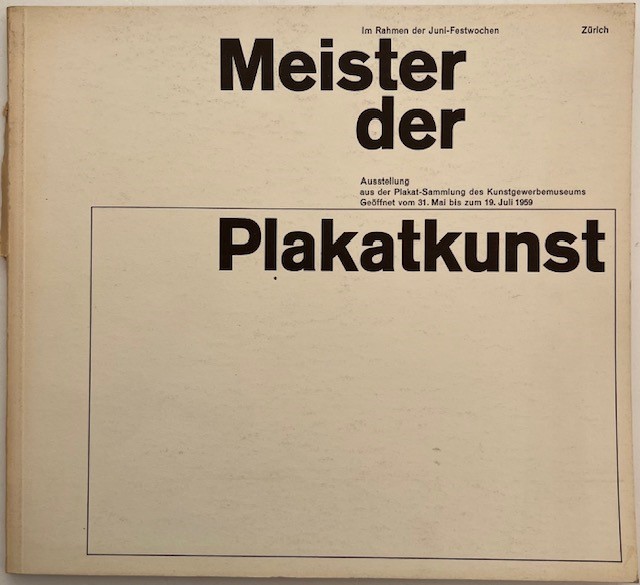 Im Rahmen der Juni-Festwochen Zürich
Meister
der
Ausstellung
aus der Plakat-Sammlung des Kunstgewerbemuseums
Geöffnet vom 31. Mai bis zum 19. Juli 1959
Plakatkunst